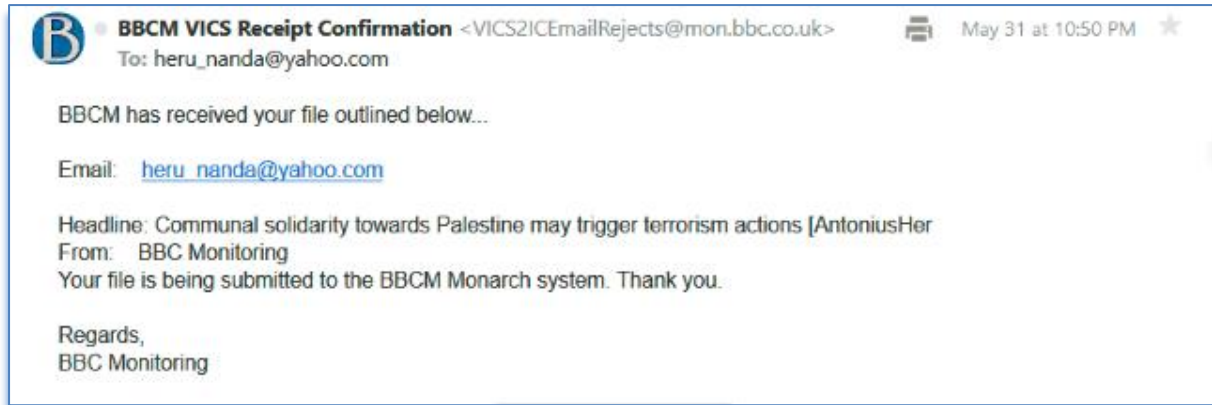 B
BBCM VICS Receipt Confirmation <VICS2ICEmailRejects@mon.bbc.co.uk> May 31 at 10:50 PM
To: heru_nanda@yahoo.com
BBCM has received your file outlined below...
Email: heru_nanda@yahoo.com
Headline: Communal solidarity towards Palestine may trigger terrorism actions [AntoniusHer
From: BBC Monitoring
Your file is being submitted to the BBCM Monarch system. Thank you.
Regards,
BBC Monitoring